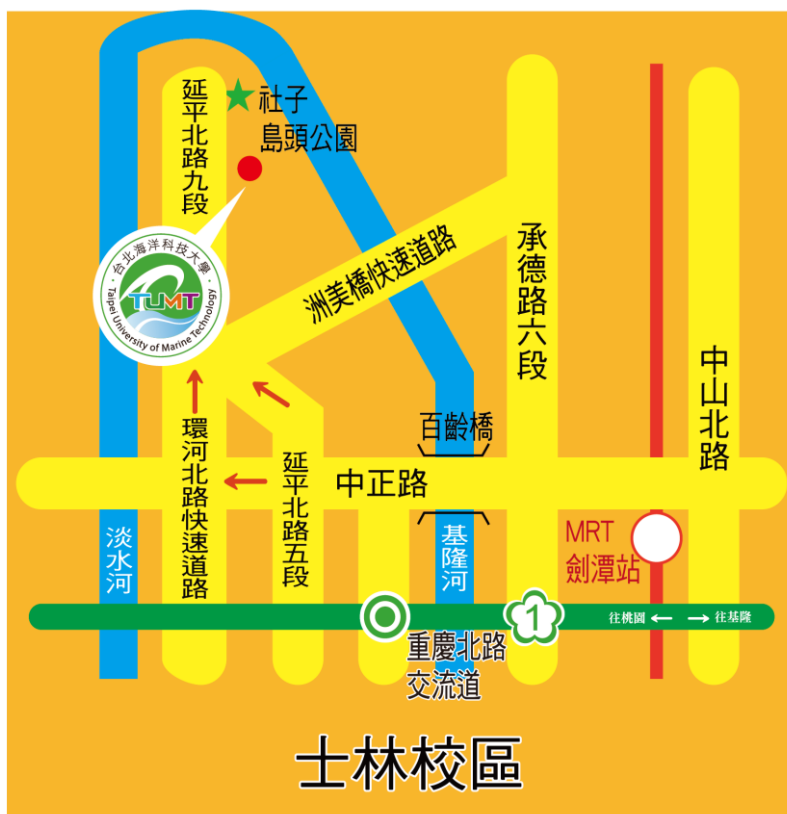 延平北路九段
社子
島頭公園
台北海洋科技大學
TUMT
Taipei University of Marine Technology
洲美橋快速道路
承德路六段
中山北路
百齡橋
中正路
環河北路快速道路
延平北路五段
淡水河
基隆河
MRT
劍潭站
1
往桃園 ← → 往基隆
重慶北路
交流道
士林校區